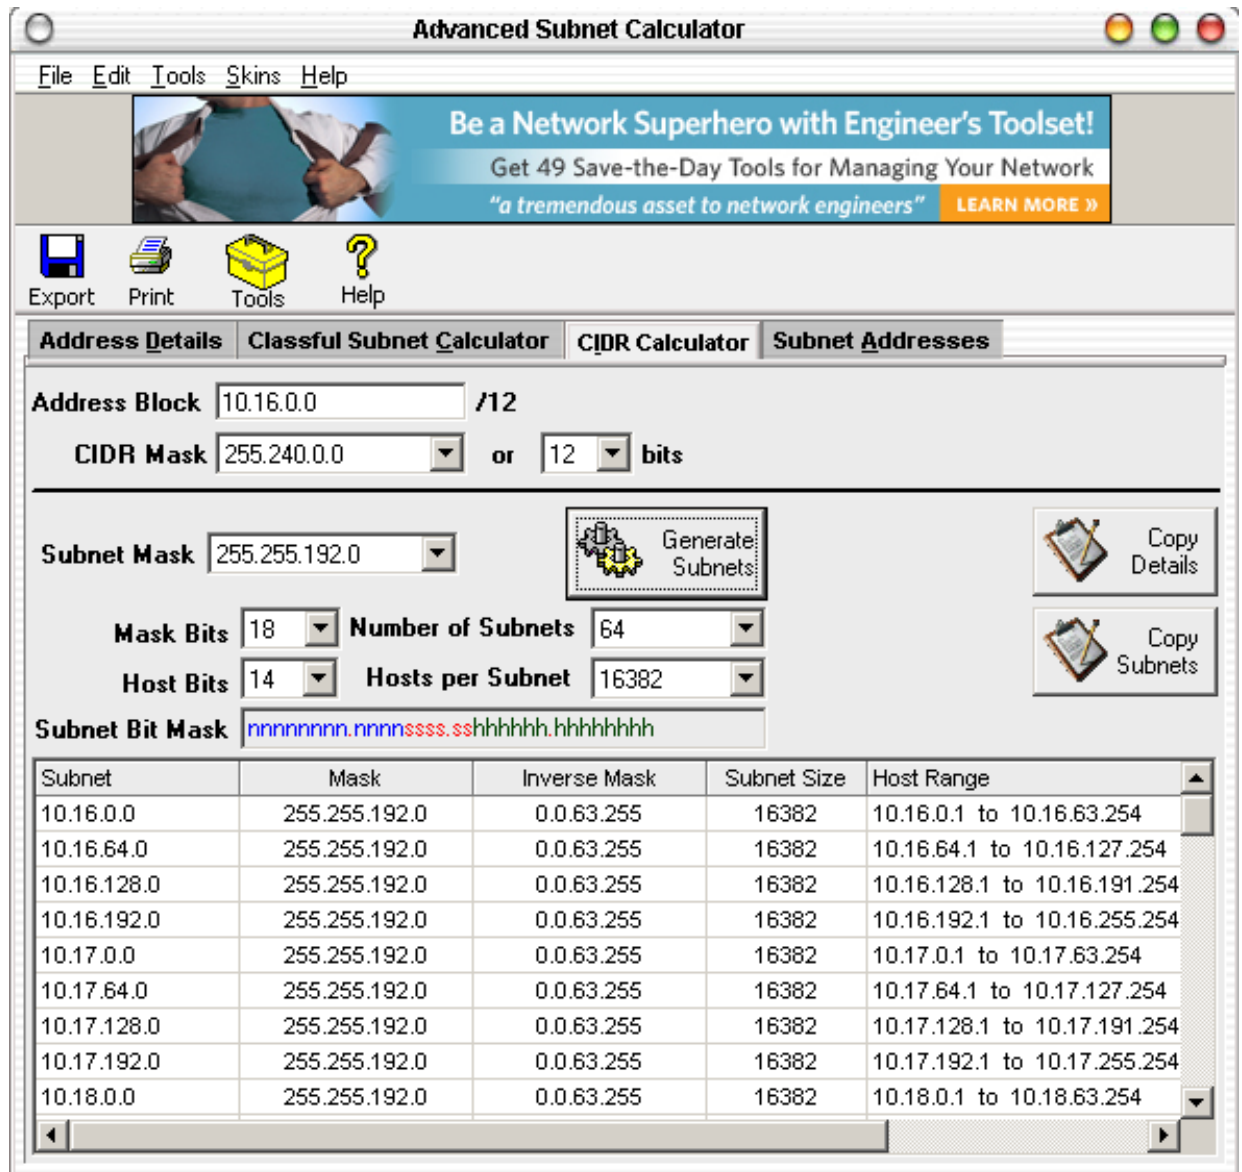 Advanced Subnet Calculator
File Edit Tools Skins Help
Be a Network Superhero with Engineer's Toolset!
Get 49 Save-the-Day Tools for Managing Your Network
"a tremendous asset to network engineers" LEARN MORE »
Export Print Tools Help
Address Details Classful Subnet Calculator CIDR Calculator Subnet Addresses
Address Block 10.16.0.0 /12
CIDR Mask 255.240.0.0 or 12 bits
Subnet Mask 255.255.192.0
Generate
Subnets
Copy
Details
Mask Bits 18 Number of Subnets 64
Host Bits 14 Hosts per Subnet 16382
Copy
Subnets
Subnet Bit Mask nnnnnnnn.nnnnssss.sshhhhhh.hhhhhhhh
Subnet Mask Inverse Mask Subnet Size Host Range
10.16.0.0 255.255.192.0 0.0.63.255 16382 10.16.0.1 to 10.16.63.254
10.16.64.0 255.255.192.0 0.0.63.255 16382 10.16.64.1 to 10.16.127.254
10.16.128.0 255.255.192.0 0.0.63.255 16382 10.16.128.1 to 10.16.191.254
10.16.192.0 255.255.192.0 0.0.63.255 16382 10.16.192.1 to 10.16.255.254
10.17.0.0 255.255.192.0 0.0.63.255 16382 10.17.0.1 to 10.17.63.254
10.17.64.0 255.255.192.0 0.0.63.255 16382 10.17.64.1 to 10.17.127.254
10.17.128.0 255.255.192.0 0.0.63.255 16382 10.17.128.1 to 10.17.191.254
10.17.192.0 255.255.192.0 0.0.63.255 16382 10.17.192.1 to 10.17.255.254
10.18.0.0 255.255.192.0 0.0.63.255 16382 10.18.0.1 to 10.18.63.254